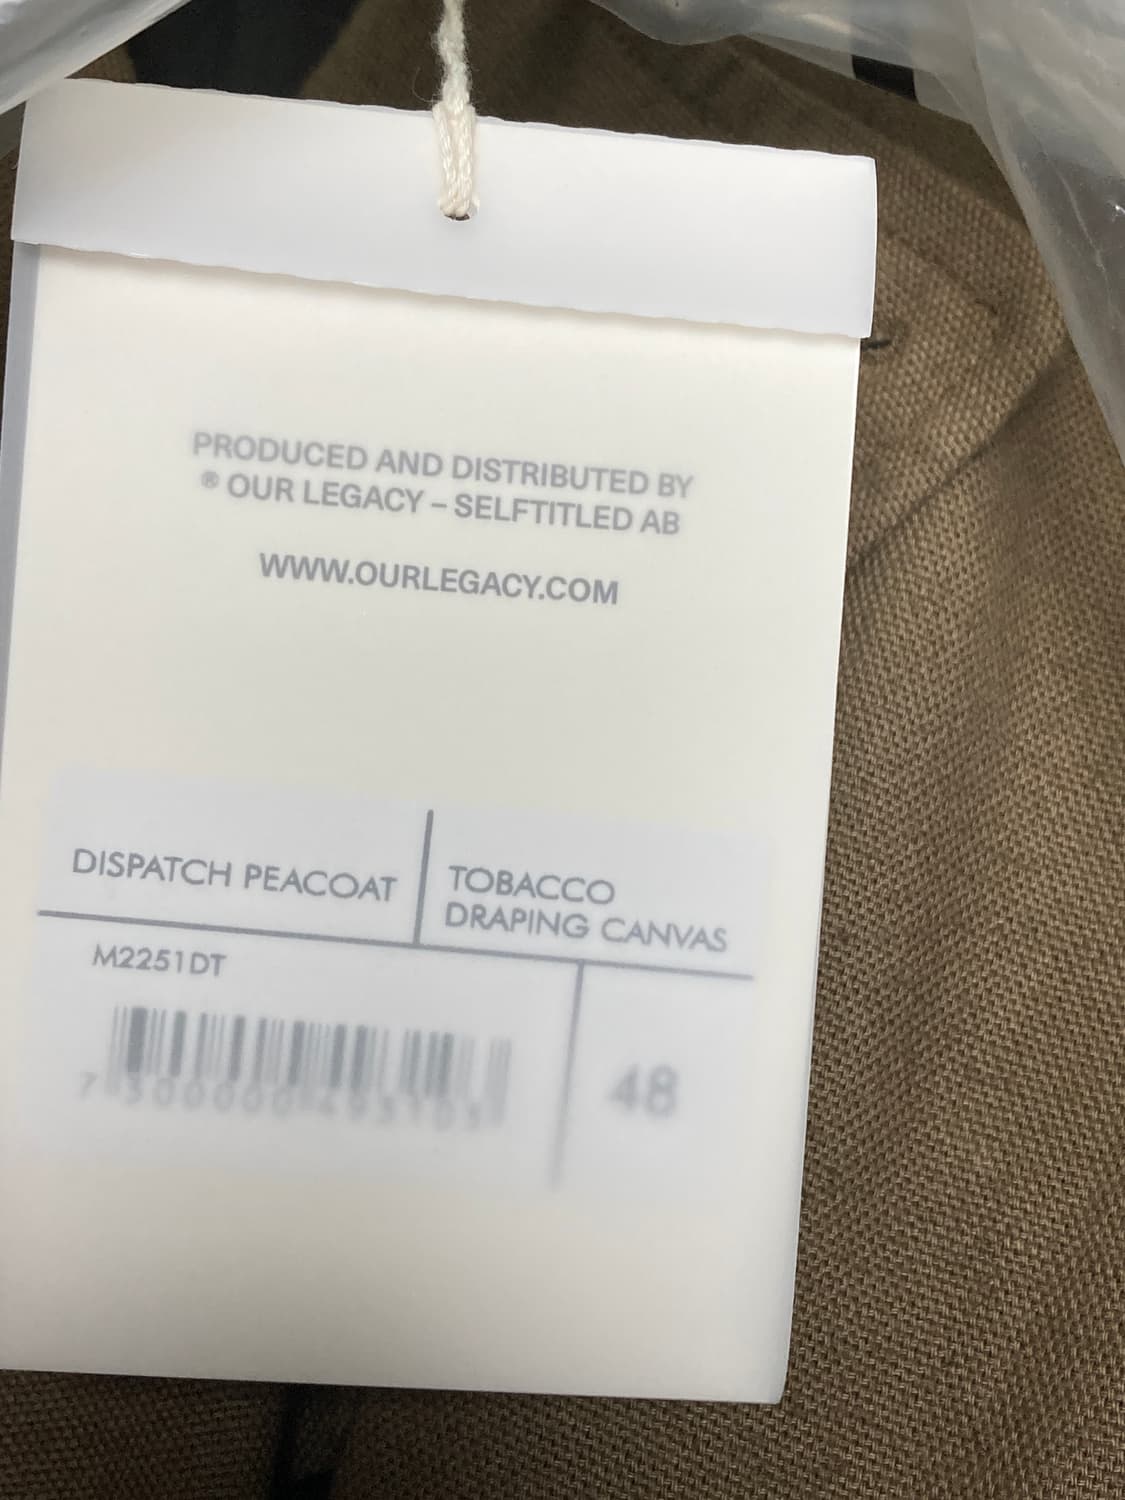 PRODUCED AND DISTRIBUTED BY
® OUR LEGACY – SELFTITLED AB
WWW.OURLEGACY.COM
DISPATCH PEACOAT
TOBACCO
DRAPING CANVAS
M2251DT
48